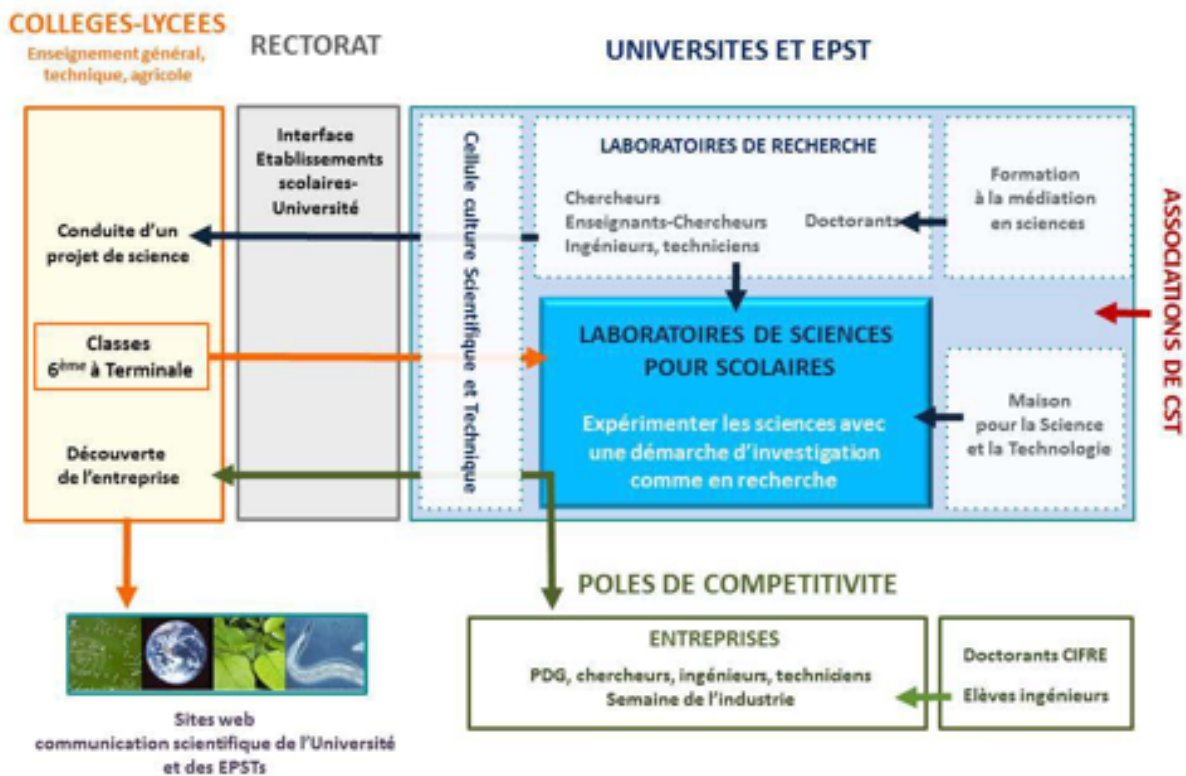 COLLEGES-LYCEES
Enseignement général,
technique, agricole
RECTORAT
UNIVERSITES ET EPST
Conduite d'un
projet de science
Classes
6ème à Terminale
Découverte
de l'entreprise
Interface
Etablissements
scolaires-
Université
Cellule culture Scientifique et Technique
LABORATOIRES DE RECHERCHE
Chercheurs
Enseignants-Chercheurs
Ingénieurs, techniciens
Doctorants
Formation
à la médiation
en sciences
LABORATOIRES DE SCIENCES
POUR SCOLAIRES
Expérimenter les sciences avec
une démarche d'investigation
comme en recherche
Maison
pour la Science
et la Technologie
ASSOCIATIONS DE CST
POLES DE COMPETITIVITE
ENTREPRISES
PDG, chercheurs, ingénieurs, techniciens
Semaine de l'industrie
Doctorants CIFRE
Elèves ingénieurs
Sites web
communication scientifique de l'Université
et des EPSTs